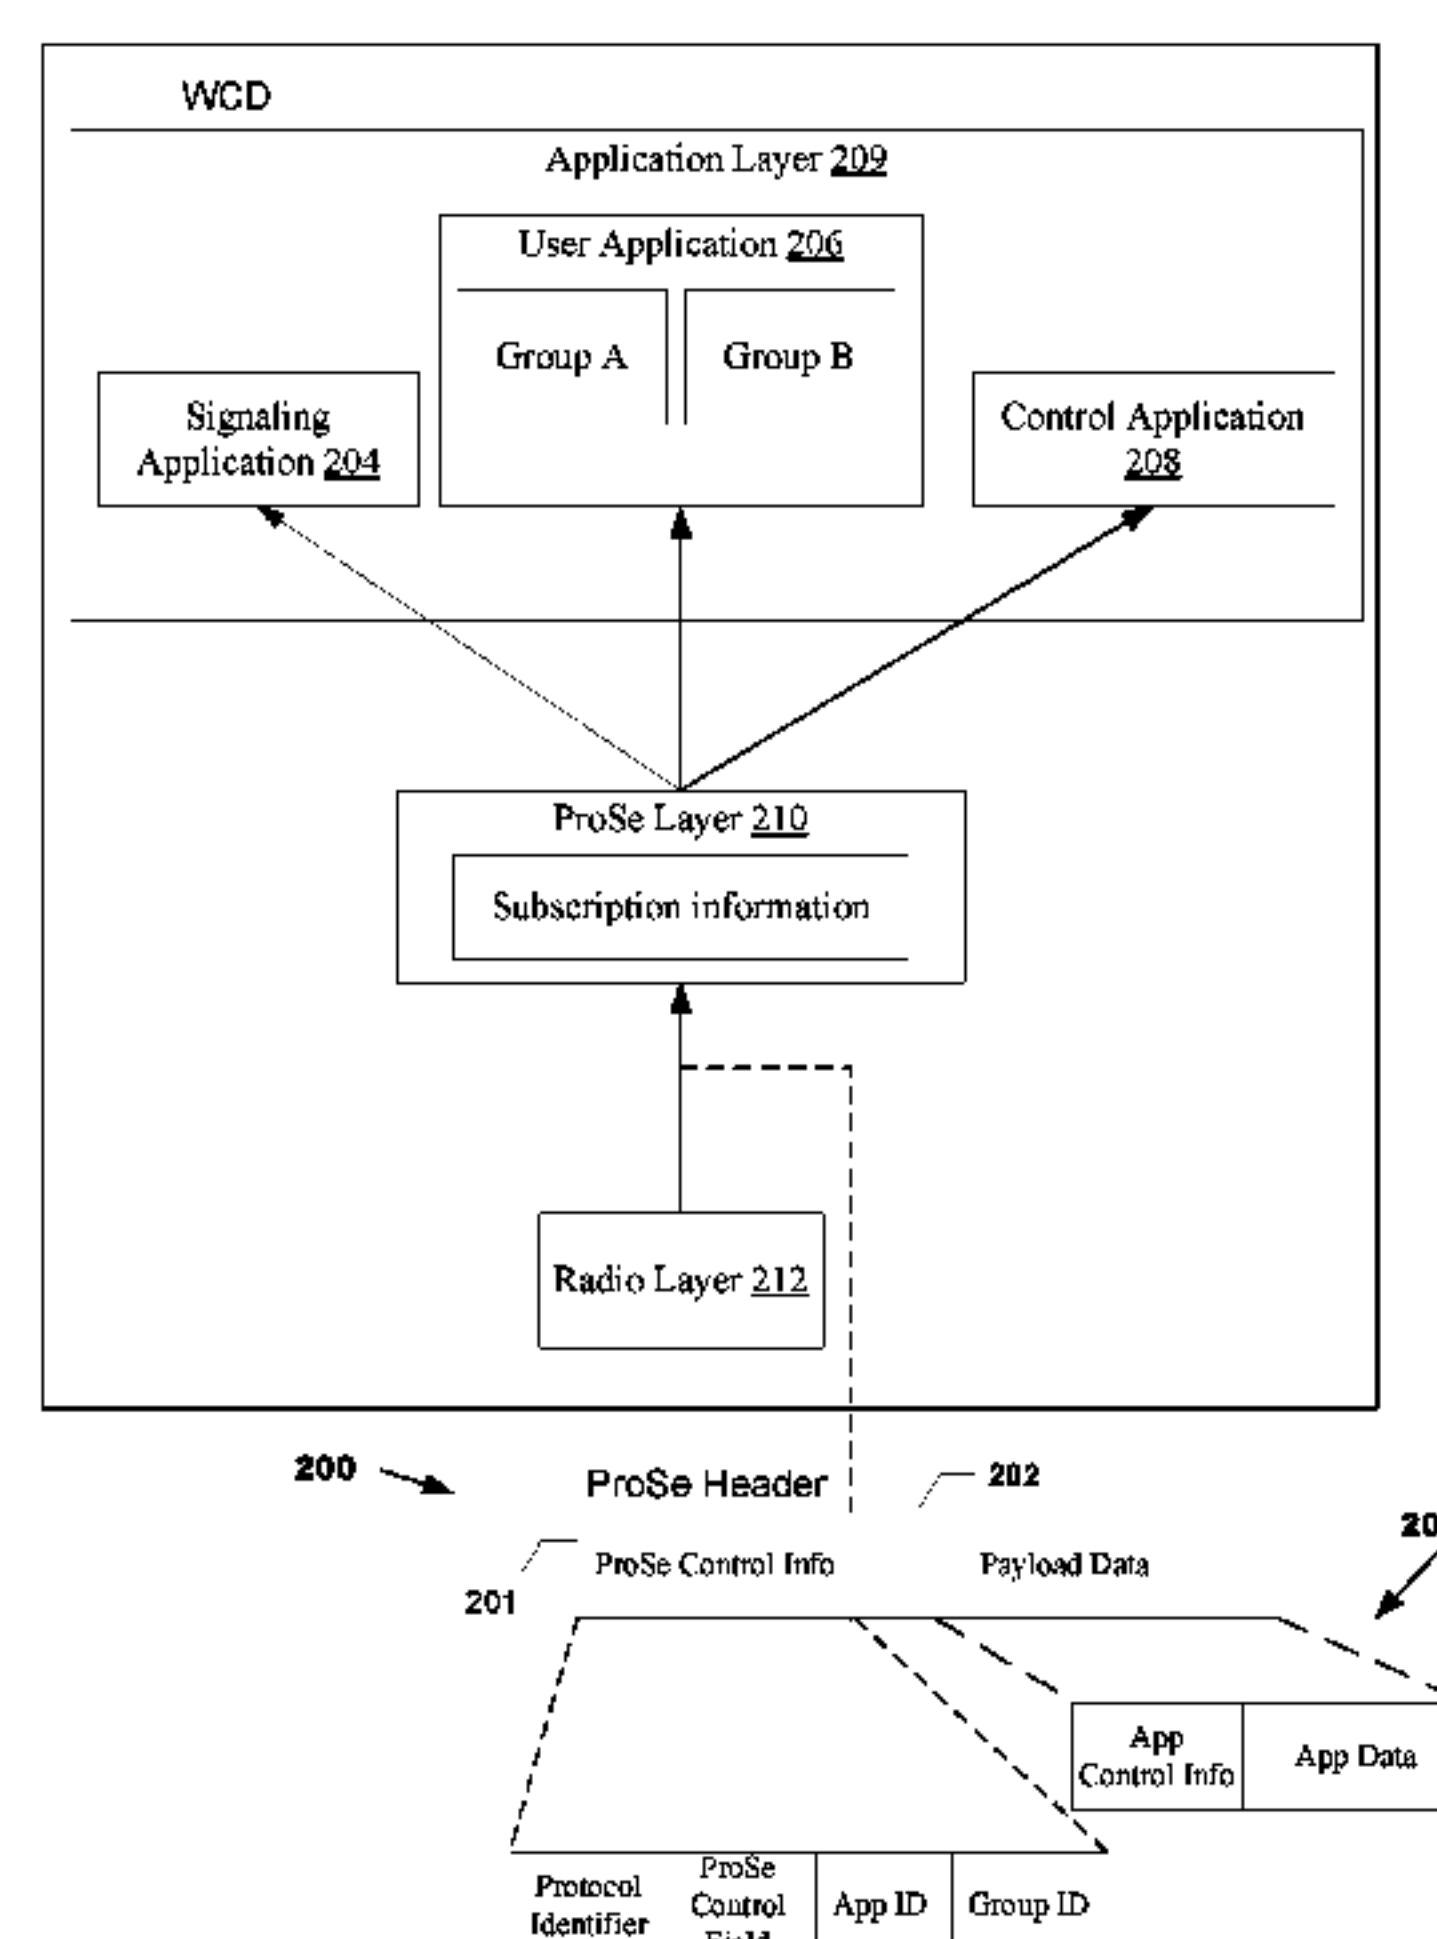 WCD
Application Layer 209
User Application 206
Group A
Group B
Signaling
Application 204
Control Application
208
ProSe Layer 210
Subscription information
Radio Layer 212
200
ProSe Header
202
201
ProSe Control Info
Payload Data
20
App
Control Info
App Data
Protocol
Identifier
ProSe
Control
Field
App ID
Group ID